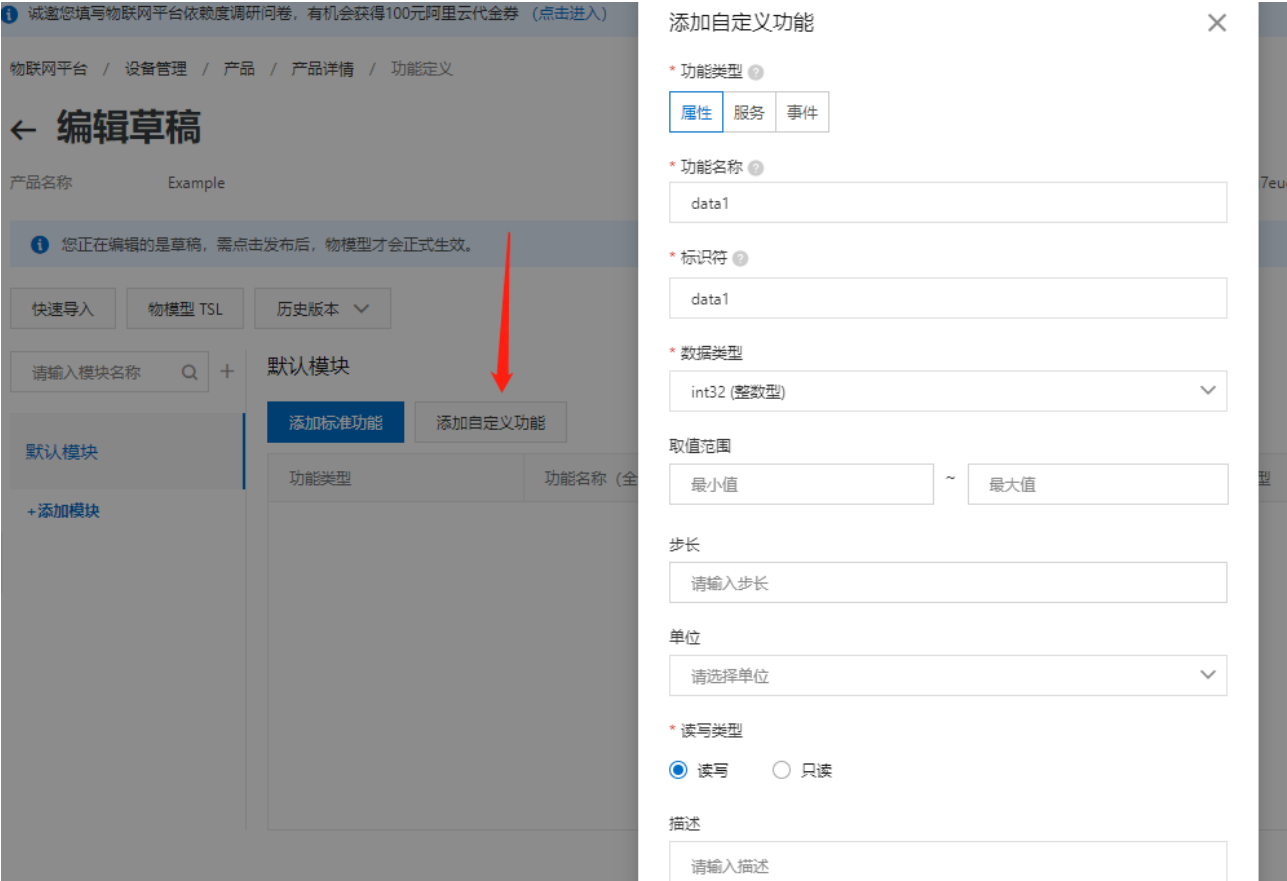 诚邀您填写物联网平台依赖度调研问卷，有机会获得100元阿里云代金券 (点击进入)
物联网平台 / 设备管理 / 产品 / 产品详情 / 功能定义
← 编辑草稿
产品名称 Example
您正在编辑的是草稿，需点击发布后，物模型才会正式生效。
快速导入 物模型 TSL 历史版本
请输入模块名称 +
默认模块
+添加模块
默认模块
添加标准功能 添加自定义功能
功能类型 功能名称（全
添加自定义功能
* 功能类型
属性 服务 事件
* 功能名称
data1
* 标识符
data1
* 数据类型
int32 (整数型)
取值范围
最小值 ~ 最大值
步长
请输入步长
单位
请选择单位
* 读写类型
读写 只读
描述
请输入描述
型